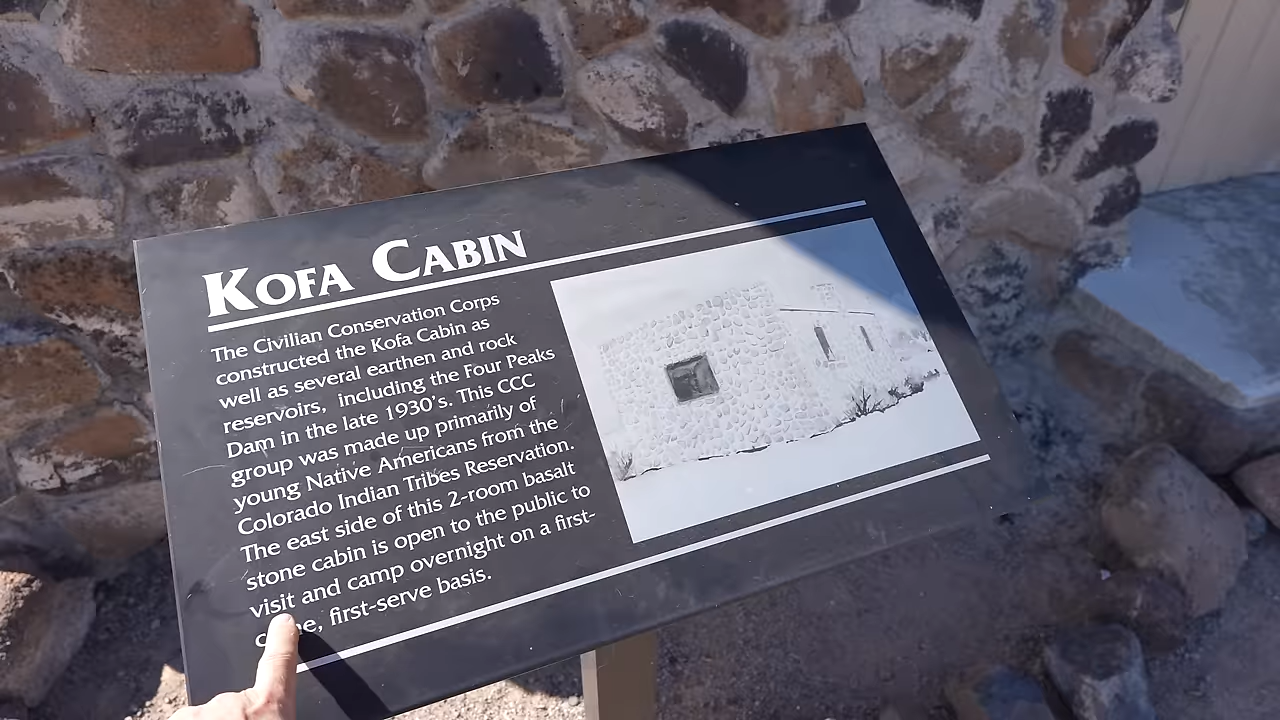 KOFA CABIN
The Civilian Conservation Corps
constructed the Kofa Cabin as
well as several earthen and rock
reservoirs, including the Four Peaks
Dam in the late 1930's. This CCC
group was made up primarily of
young Native Americans from the
Colorado Indian Tribes Reservation.
The east side of this 2-room basalt
stone cabin is open to the public to
visit and camp overnight on a first-
first-serve basis.